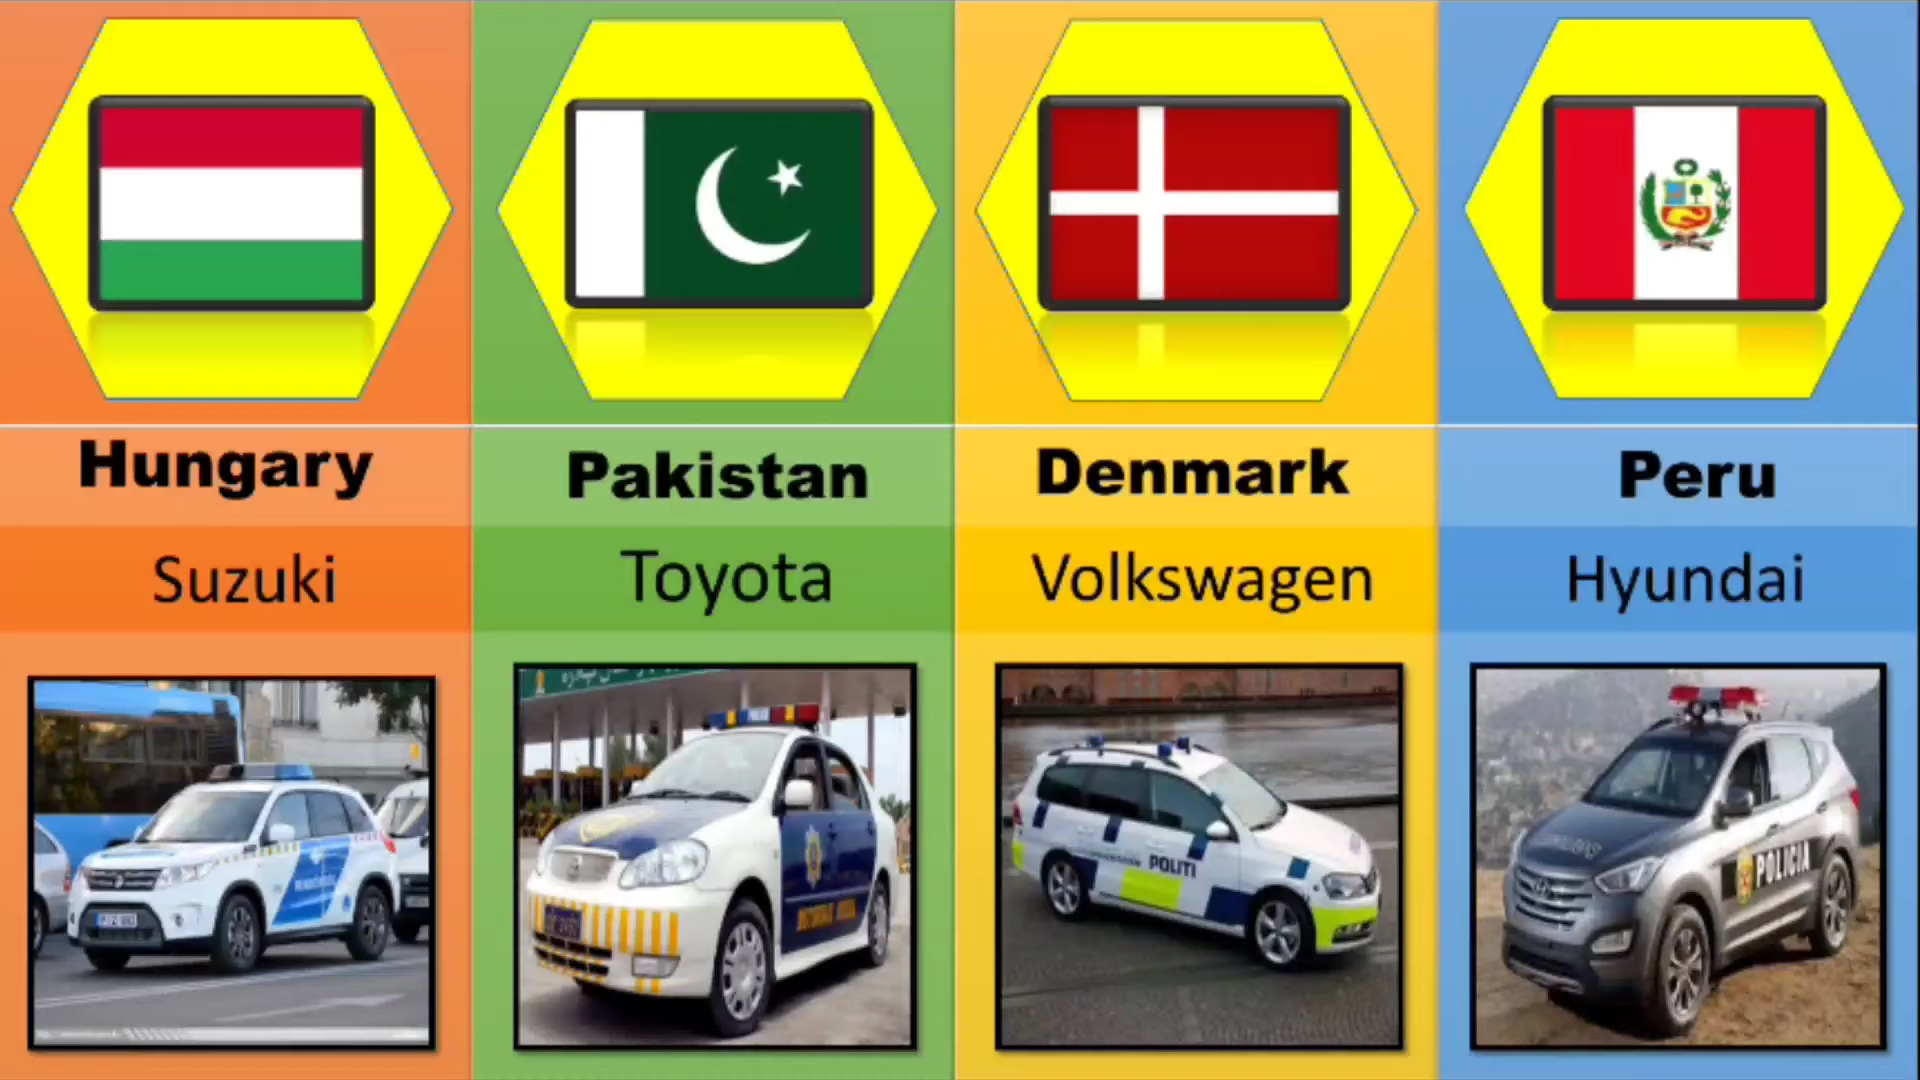 Hungary
Pakistan
Denmark
Peru
Suzuki
Toyota
Volkswagen
Hyundai
POLITI
POLICIA